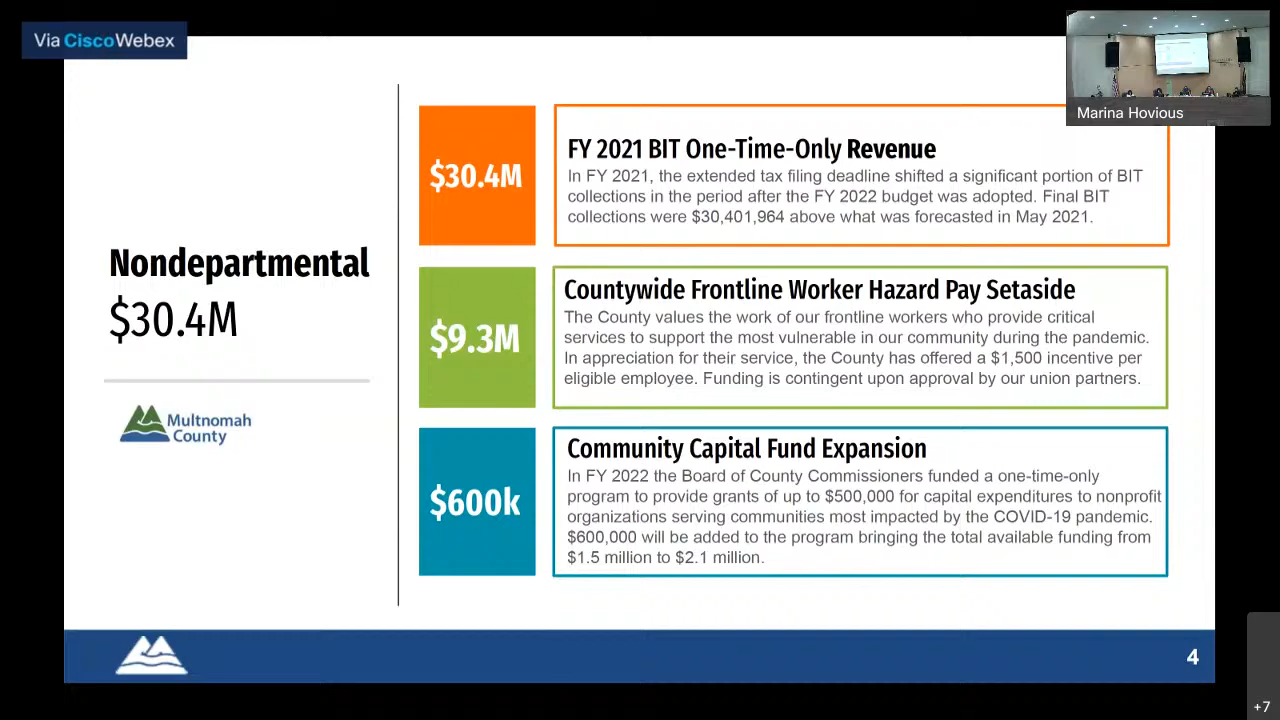 Via CiscoWebex
Marina Hovious
Nondepartmental
$30.4M
Multnomah
County
$30.4M
FY 2021 BIT One-Time-Only Revenue
In FY 2021, the extended tax filing deadline shifted a significant portion of BIT
collections in the period after the FY 2022 budget was adopted. Final BIT
collections were $30,401,964 above what was forecasted in May 2021.
$9.3M
Countywide Frontline Worker Hazard Pay Setaside
The County values the work of our frontline workers who provide critical
services to support the most vulnerable in our community during the pandemic.
In appreciation for their service, the County has offered a $1,500 incentive per
eligible employee. Funding is contingent upon approval by our union partners.
$600k
Community Capital Fund Expansion
In FY 2022 the Board of County Commissioners funded a one-time-only
program to provide grants of up to $500,000 for capital expenditures to nonprofit
organizations serving communities most impacted by the COVID-19 pandemic.
$600,000 will be added to the program bringing the total available funding from
$1.5 million to $2.1 million.
4
+7